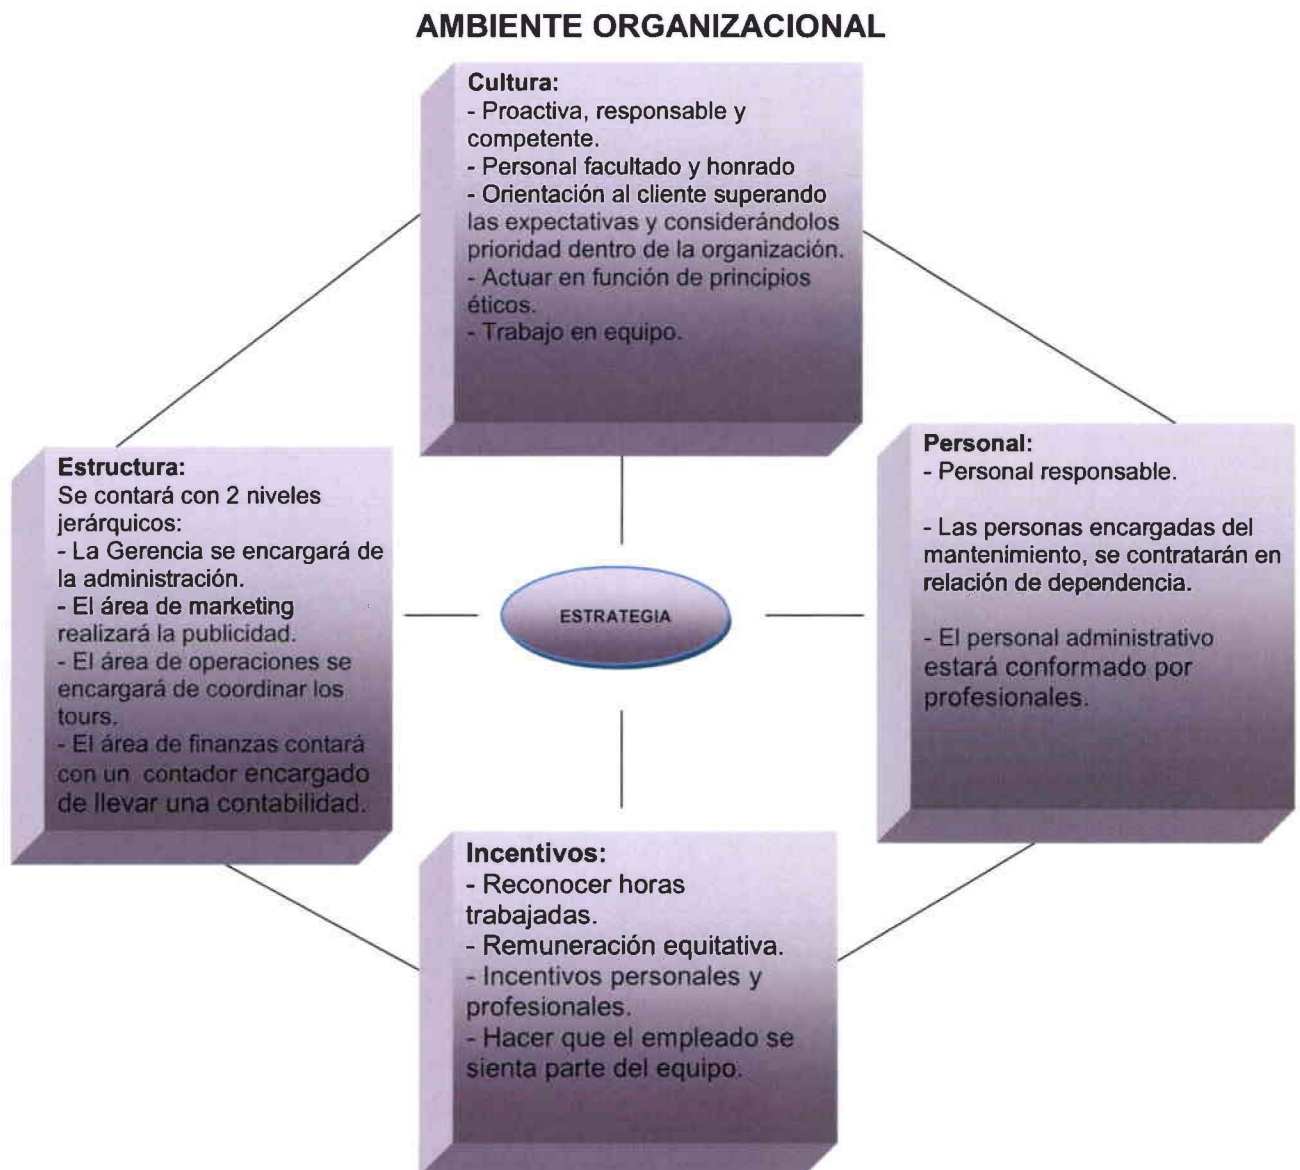 AMBIENTE ORGANIZACIONAL
Cultura:
- Proactiva, responsable y
competente.
- Personal facultado y honrado
- Orientación al cliente superando
las expectativas y considerándolos
prioridad dentro de la organización.
- Actuar en función de principios
éticos.
- Trabajo en equipo.
Estructura:
Se contará con 2 niveles
jerárquicos:
- La Gerencia se encargará de
la administración.
- El área de marketing
realizará la publicidad.
- El área de operaciones se
encargará de coordinar los
tours.
- El área de finanzas contará
con un contador encargado
de llevar una contabilidad.
ESTRATEGIA
Personal:
- Personal responsable.
- Las personas encargadas del
mantenimiento, se contratarán en
relación de dependencia.
- El personal administrativo
estará conformado por
profesionales.
Incentivos:
- Reconocer horas
trabajadas.
- Remuneración equitativa.
- Incentivos personales y
profesionales.
- Hacer que el empleado se
sienta parte del equipo.